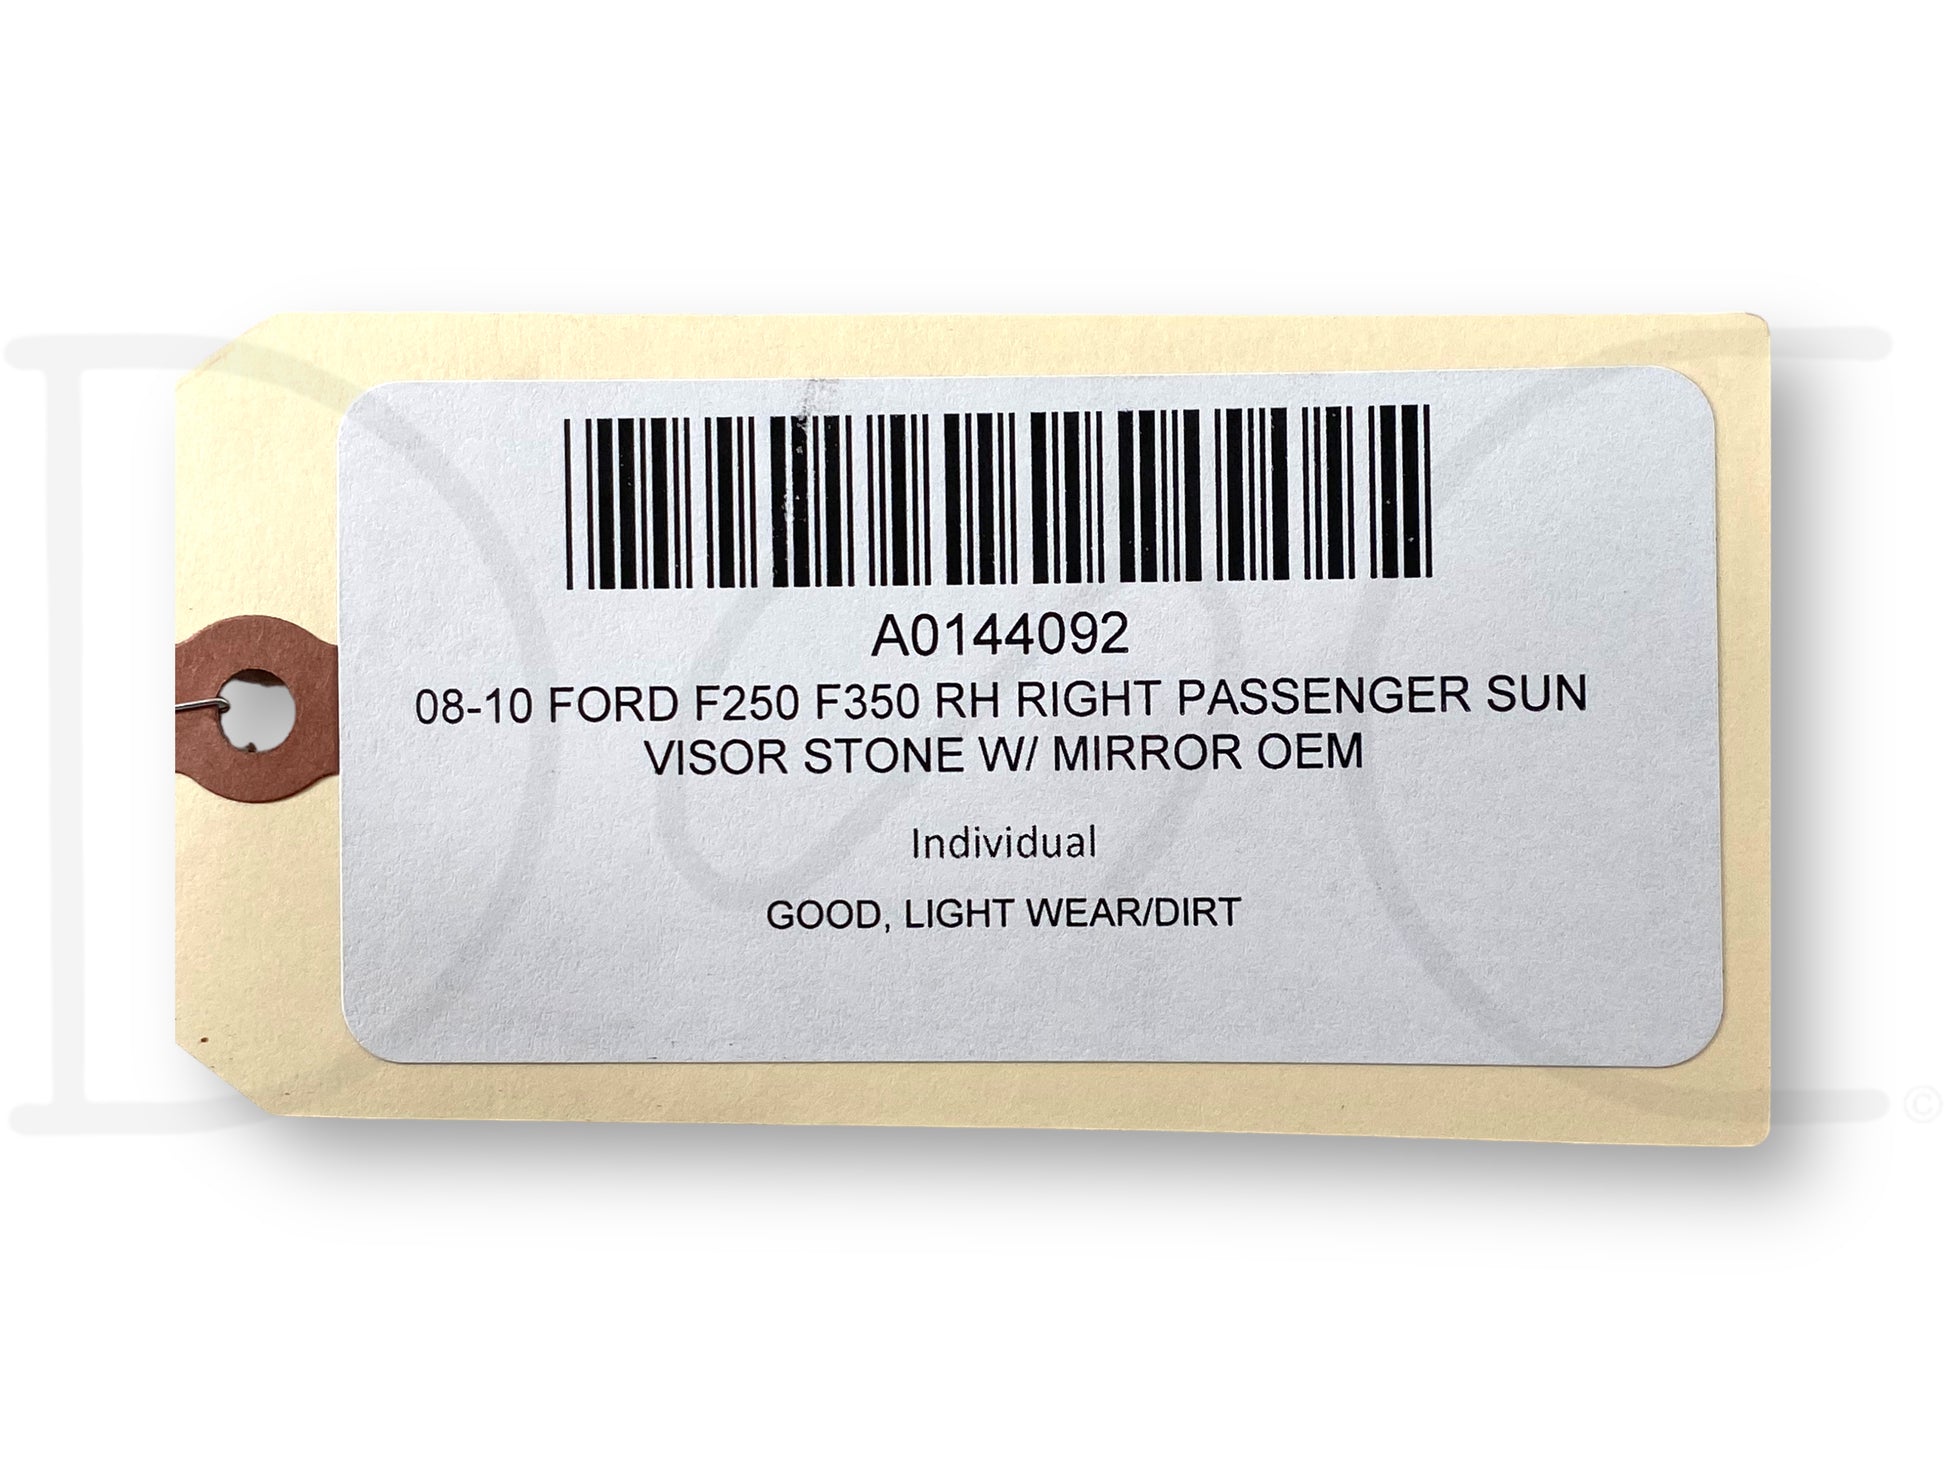 A0144092
08-10 FORD F250 F350 RH RIGHT PASSENGER SUN
VISOR STONE W/ MIRROR OEM
Individual
GOOD, LIGHT WEAR/DIRT
©